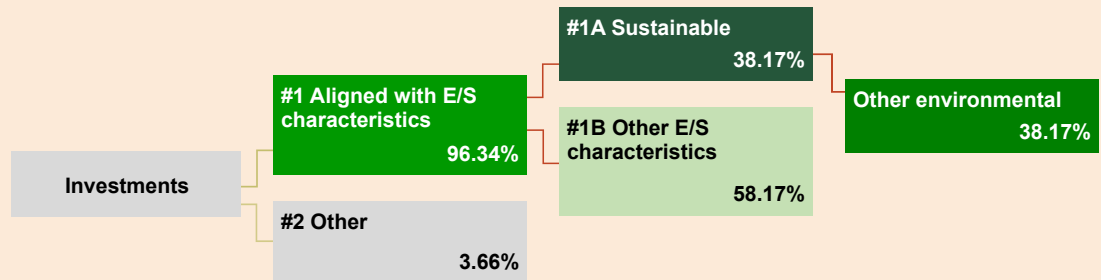 Investments
#1 Aligned with E/S
characteristics
96.34%
#2 Other
3.66%
#1A Sustainable
38.17%
#1B Other E/S
characteristics
58.17%
Other environmental
38.17%